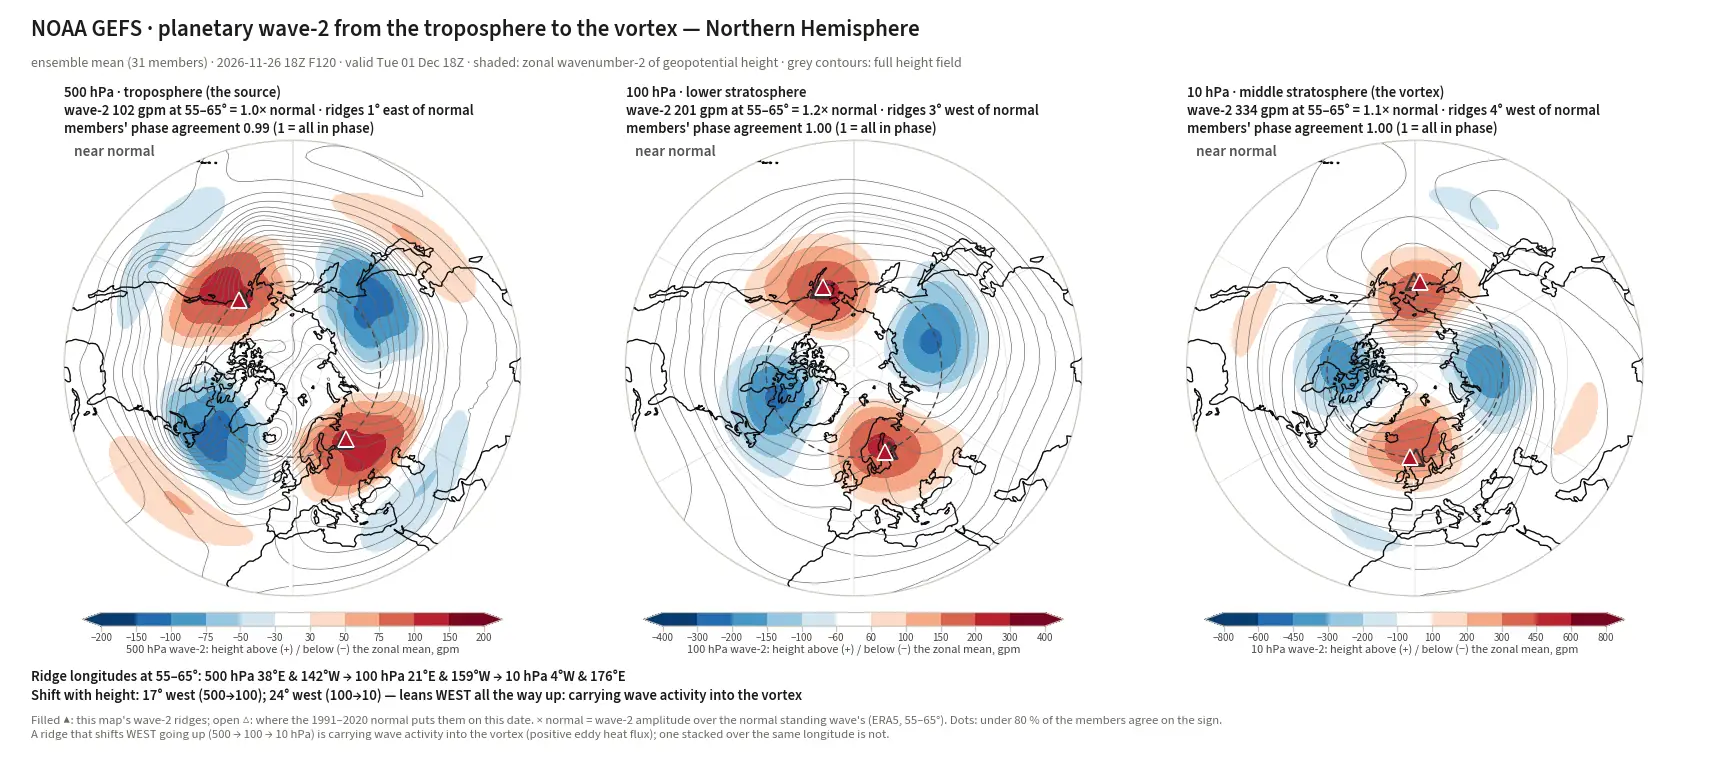 NOAA GEFS · planetary wave-2 from the troposphere to the vortex — Northern Hemisphere
ensemble mean (31 members) · 2026-11-26 18Z F120 · valid Tue 01 Dec 18Z · shaded: zonal wavenumber-2 of geopotential height · grey contours: full height field
500 hPa · troposphere (the source)
wave-2 102 gpm at 55–65° = 1.0× normal · ridges 1° east of normal
members' phase agreement 0.99 (1 = all in phase)
near normal
100 hPa · lower stratosphere
wave-2 201 gpm at 55–65° = 1.2× normal · ridges 3° west of normal
members' phase agreement 1.00 (1 = all in phase)
near normal
10 hPa · middle stratosphere (the vortex)
wave-2 334 gpm at 55–65° = 1.1× normal · ridges 4° west of normal
members' phase agreement 1.00 (1 = all in phase)
near normal
−200 −150 −100 −75 −50 −30 30 50 75 100 150 200
500 hPa wave-2: height above (+) / below (−) the zonal mean, gpm
−400 −300 −200 −150 −100 −60 60 100 150 200 300 400
100 hPa wave-2: height above (+) / below (−) the zonal mean, gpm
−800 −600 −450 −300 −200 −100 100 200 300 450 600 800
10 hPa wave-2: height above (+) / below (−) the zonal mean, gpm
Ridge longitudes at 55–65°: 500 hPa 38°E & 142°W → 100 hPa 21°E & 159°W → 10 hPa 4°W & 176°E
Shift with height: 17° west (500→100); 24° west (100→10) — leans WEST all the way up: carrying wave activity into the vortex
Filled ▲: this map's wave-2 ridges; open △: where the 1991–2020 normal puts them on this date. × normal = wave-2 amplitude over the normal standing wave's (ERA5, 55–65°). Dots: under 80 % of the members agree on the sign.
A ridge that shifts WEST going up (500 → 100 → 10 hPa) is carrying wave activity into the vortex (positive eddy heat flux); one stacked over the same longitude is not.